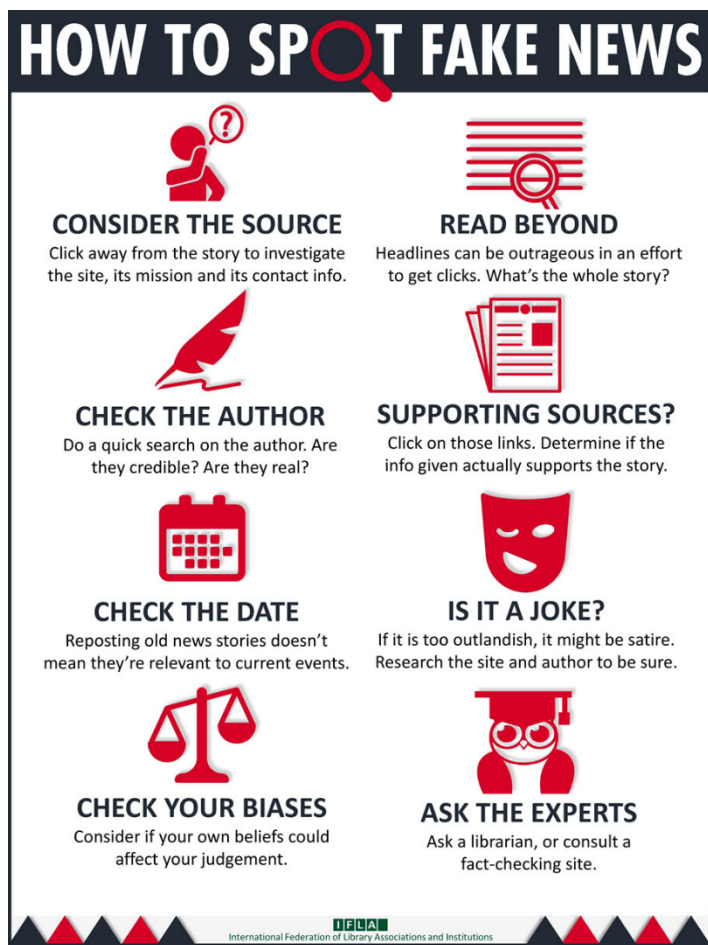 HOW TO SPOT FAKE NEWS
?
CONSIDER THE SOURCE
Click away from the story to investigate
the site, its mission and its contact info.
READ BEYOND
Headlines can be outrageous in an effort
to get clicks. What's the whole story?
CHECK THE AUTHOR
Do a quick search on the author. Are
they credible? Are they real?
SUPPORTING SOURCES?
Click on those links. Determine if the
info given actually supports the story.
CHECK THE DATE
Reposting old news stories doesn't
mean they're relevant to current events.
IS IT A JOKE?
If it is too outlandish, it might be satire.
Research the site and author to be sure.
CHECK YOUR BIASES
Consider if your own beliefs could
affect your judgement.
ASK THE EXPERTS
Ask a librarian, or consult a
fact-checking site.
IFLA
International Federation of Library Associations and Institutions